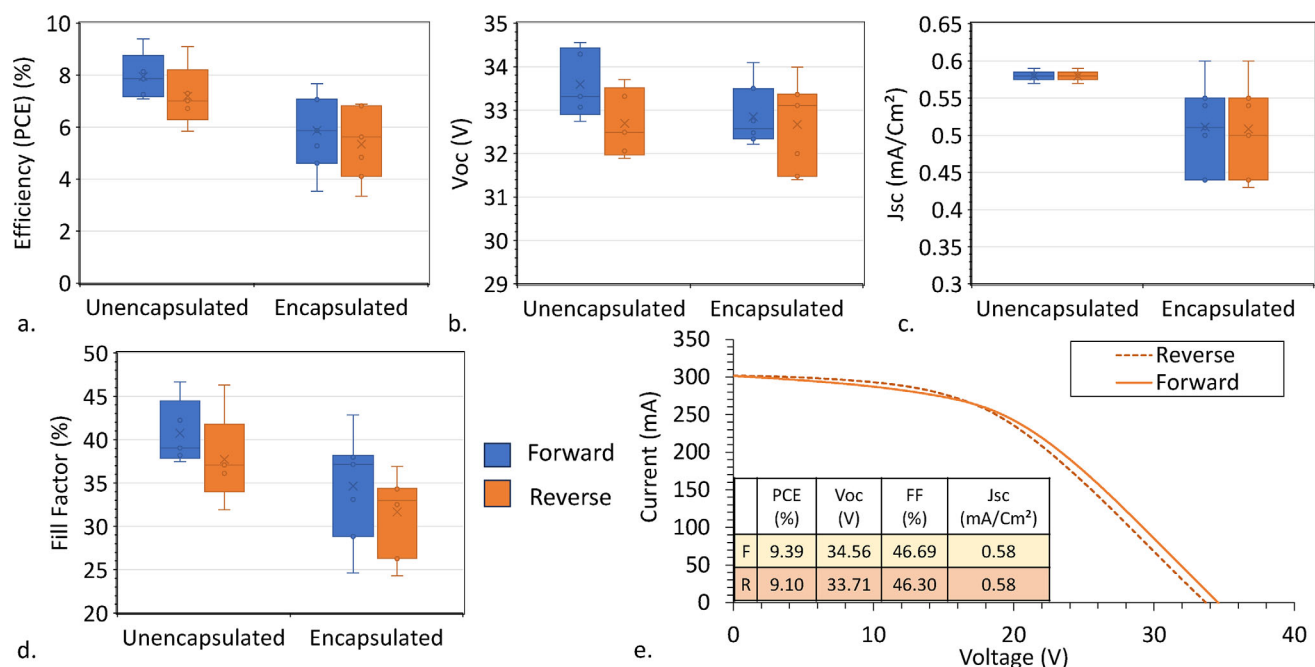 10
8
6
4
2
0
Efficiency (PCE) (%)
Unencapsulated Encapsulated
a.
35
34
33
32
31
30
29
Voc (V)
Unencapsulated Encapsulated
b.
0.65
0.6
0.55
0.5
0.45
0.4
0.35
0.3
Jsc (mA/Cm²)
Unencapsulated Encapsulated
c.
50
45
40
35
30
25
20
Fill Factor (%)
Unencapsulated Encapsulated
d.
Forward
Reverse
350
300
250
200
150
100
50
0
Current (mA)
Reverse
Forward
PCE (%) Voc (V) FF (%) Jsc (mA/Cm²)
F 9.39 34.56 46.69 0.58
R 9.10 33.71 46.30 0.58
0 10 20 30 40
Voltage (V)
e.